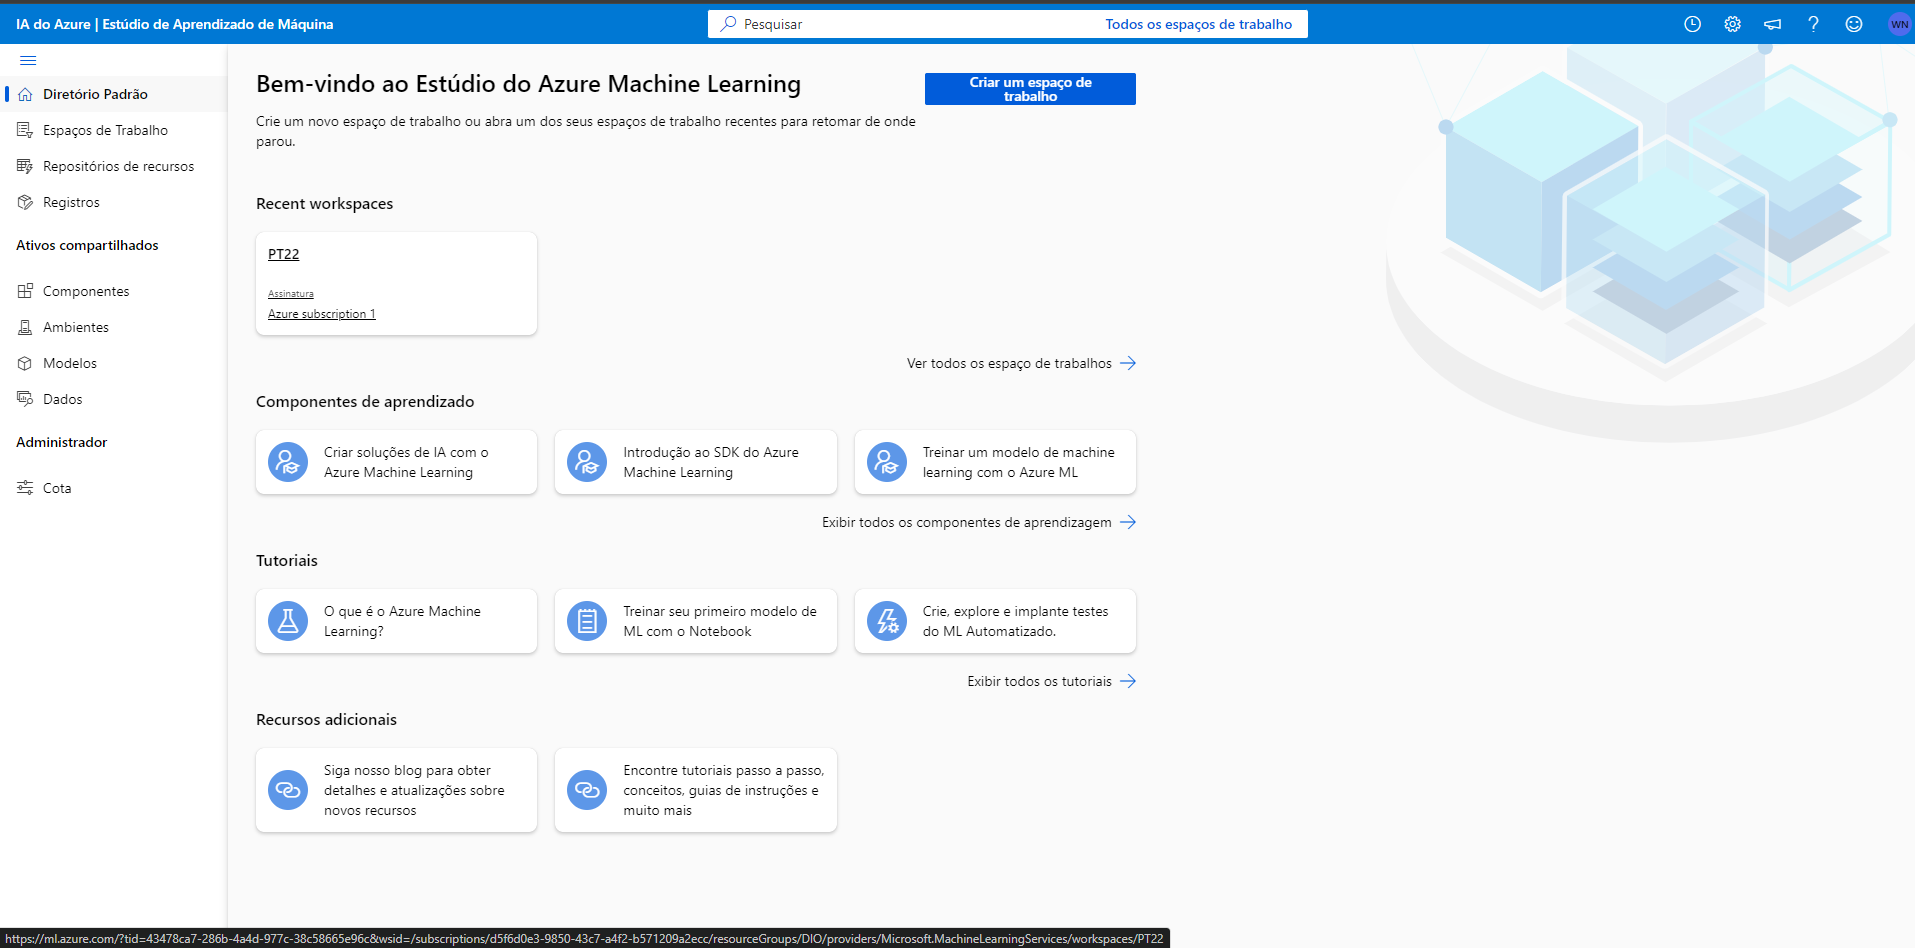 IA do Azure | Estúdio de Aprendizado de Máquina
Pesquisar
Todos os espaços de trabalho
WN
Diretório Padrão
Espaços de Trabalho
Repositórios de recursos
Registros
Ativos compartilhados
Componentes
Ambientes
Modelos
Dados
Administrador
Cota
Bem-vindo ao Estúdio do Azure Machine Learning
Criar um espaço de
trabalho
Crie um novo espaço de trabalho ou abra um dos seus espaços de trabalho recentes para retomar de onde
parou.
Recent workspaces
PT22
Assinatura
Azure subscription 1
Ver todos os espaço de trabalhos
Componentes de aprendizado
Criar soluções de IA com o
Azure Machine Learning
Introdução ao SDK do Azure
Machine Learning
Treinar um modelo de machine
learning com o Azure ML
Exibir todos os componentes de aprendizagem
Tutoriais
O que é o Azure Machine
Learning?
Treinar seu primeiro modelo de
ML com o Notebook
Crie, explore e implante testes
do ML Automatizado.
Exibir todos os tutoriais
Recursos adicionais
Siga nosso blog para obter
detalhes e atualizações sobre
novos recursos
Encontre tutoriais passo a passo,
conceitos, guias de instruções e
muito mais
https://ml.azure.com/?tid=43478ca7-286b-4a4d-977c-38c58665e96c&wsid=/subscriptions/d5f6d0e3-9850-43c7-a4f2-b571209a2ecc/resourceGroups/DIO/providers/Microsoft.MachineLearningServices/workspaces/PT22